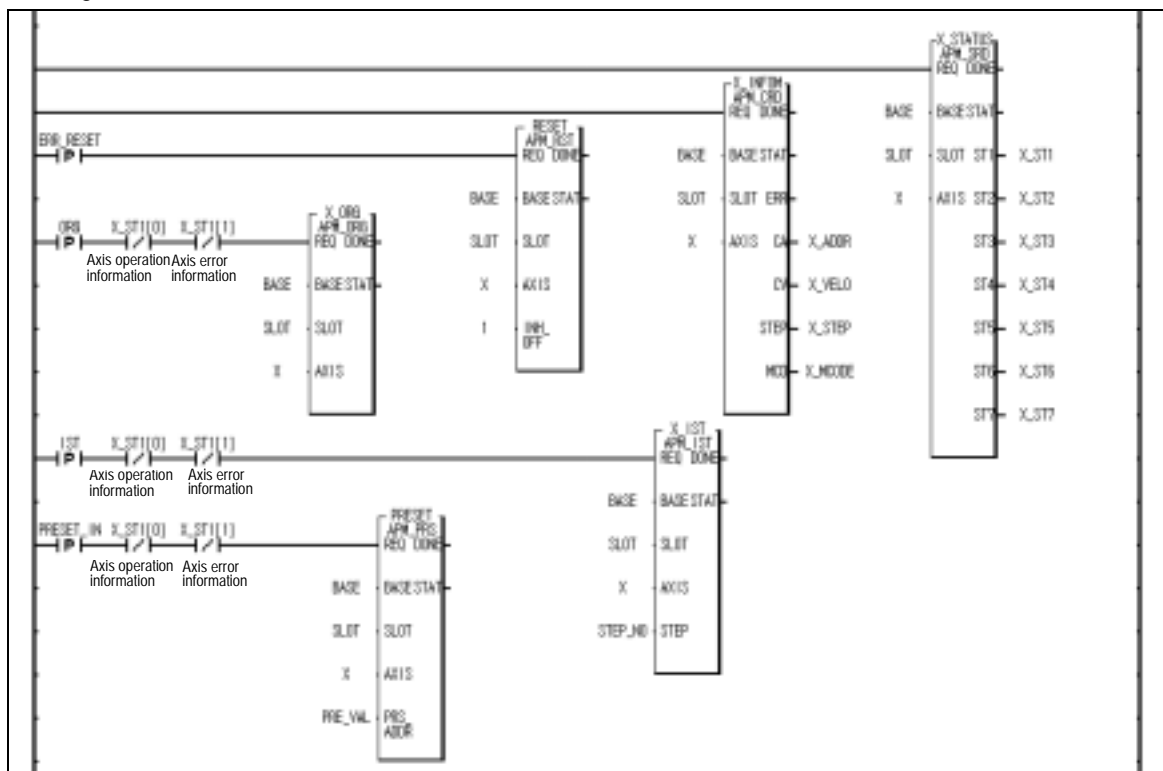 X_STATUS
APM_SRD
REQ DONE
BASE BASE STAT
SLOT SLOT ST1 X_ST1
X AXIS ST2 X_ST2
ST3 X_ST3
ST4 X_ST4
ST5 X_ST5
ST6 X_ST6
ST7 X_ST7
APM_CRD
REQ DONE
BASE BASE STAT
SLOT SLOT ERR
X AXIS CA X_ADDR
CV X_VELO
STEP X_STEP
MCD X_MCODE
ERR_RESET
RESET
APM_RST
REQ DONE
BASE BASE STAT
SLOT SLOT
X AXIS
1 INH_
OFF
ORG X_ST1[0] X_ST1[1]
P
Axis operation Axis error
information information
X_ORG
APM_ORG
REQ DONE
BASE BASE STAT
SLOT SLOT
X AXIS
IST X_ST1[0] X_ST1[1]
P
Axis operation Axis error
information information
X_IST
APM_IST
REQ DONE
BASE BASE STAT
SLOT SLOT
X AXIS
STEP_NO STEP
PRESET_IN X_ST1[0] X_ST1[1]
P
Axis operation Axis error
information information
PRESET
APM_PRS
REQ DONE
BASE BASE STAT
SLOT SLOT
X AXIS
PRE_VAL PRS_
ADDR